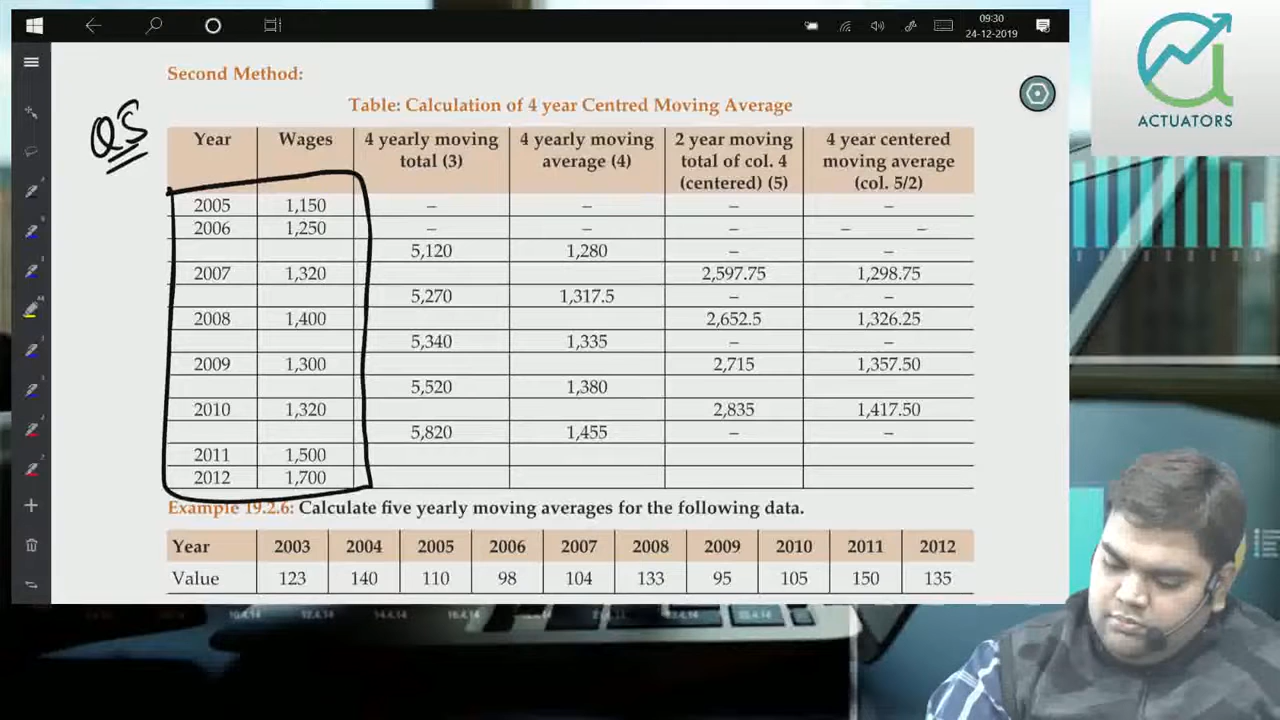 09:30
24-12-2019
ACTUATORS
Q5
Second Method:
Table: Calculation of 4 year Centred Moving Average
Year Wages 4 yearly moving total (3) 4 yearly moving average (4) 2 year moving total of col. 4 (centered) (5) 4 year centered moving average (col. 5/2)
2005 1,150 – – – –
2006 1,250 – – – – –
5,120 1,280 –
2007 1,320 2,597.75 1,298.75
5,270 1,317.5 – –
2008 1,400 2,652.5 1,326.25
5,340 1,335 – –
2009 1,300 2,715 1,357.50
5,520 1,380
2010 1,320 2,835 1,417.50
5,820 1,455 – –
2011 1,500
2012 1,700
Example 19.2.6: Calculate five yearly moving averages for the following data.
Year 2003 2004 2005 2006 2007 2008 2009 2010 2011 2012
Value 123 140 110 98 104 133 95 105 150 135